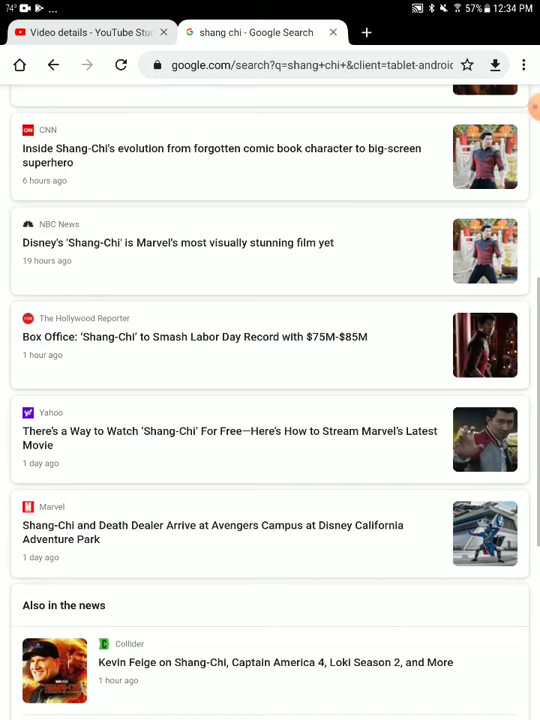 74° ... 57% 12:34 PM
Video details - YouTube Stud
shang chi - Google Search
google.com/search?q=shang+chi+&client=tablet-android
CNN
Inside Shang-Chi's evolution from forgotten comic book character to big-screen
superhero
6 hours ago
NBC News
Disney's 'Shang-Chi' is Marvel's most visually stunning film yet
19 hours ago
The Hollywood Reporter
Box Office: 'Shang-Chi' to Smash Labor Day Record with $75M-$85M
1 hour ago
Yahoo
There's a Way to Watch 'Shang-Chi' For Free—Here's How to Stream Marvel's Latest
Movie
1 day ago
Marvel
Shang-Chi and Death Dealer Arrive at Avengers Campus at Disney California
Adventure Park
1 day ago
Also in the news
Collider
Kevin Feige on Shang-Chi, Captain America 4, Loki Season 2, and More
1 hour ago